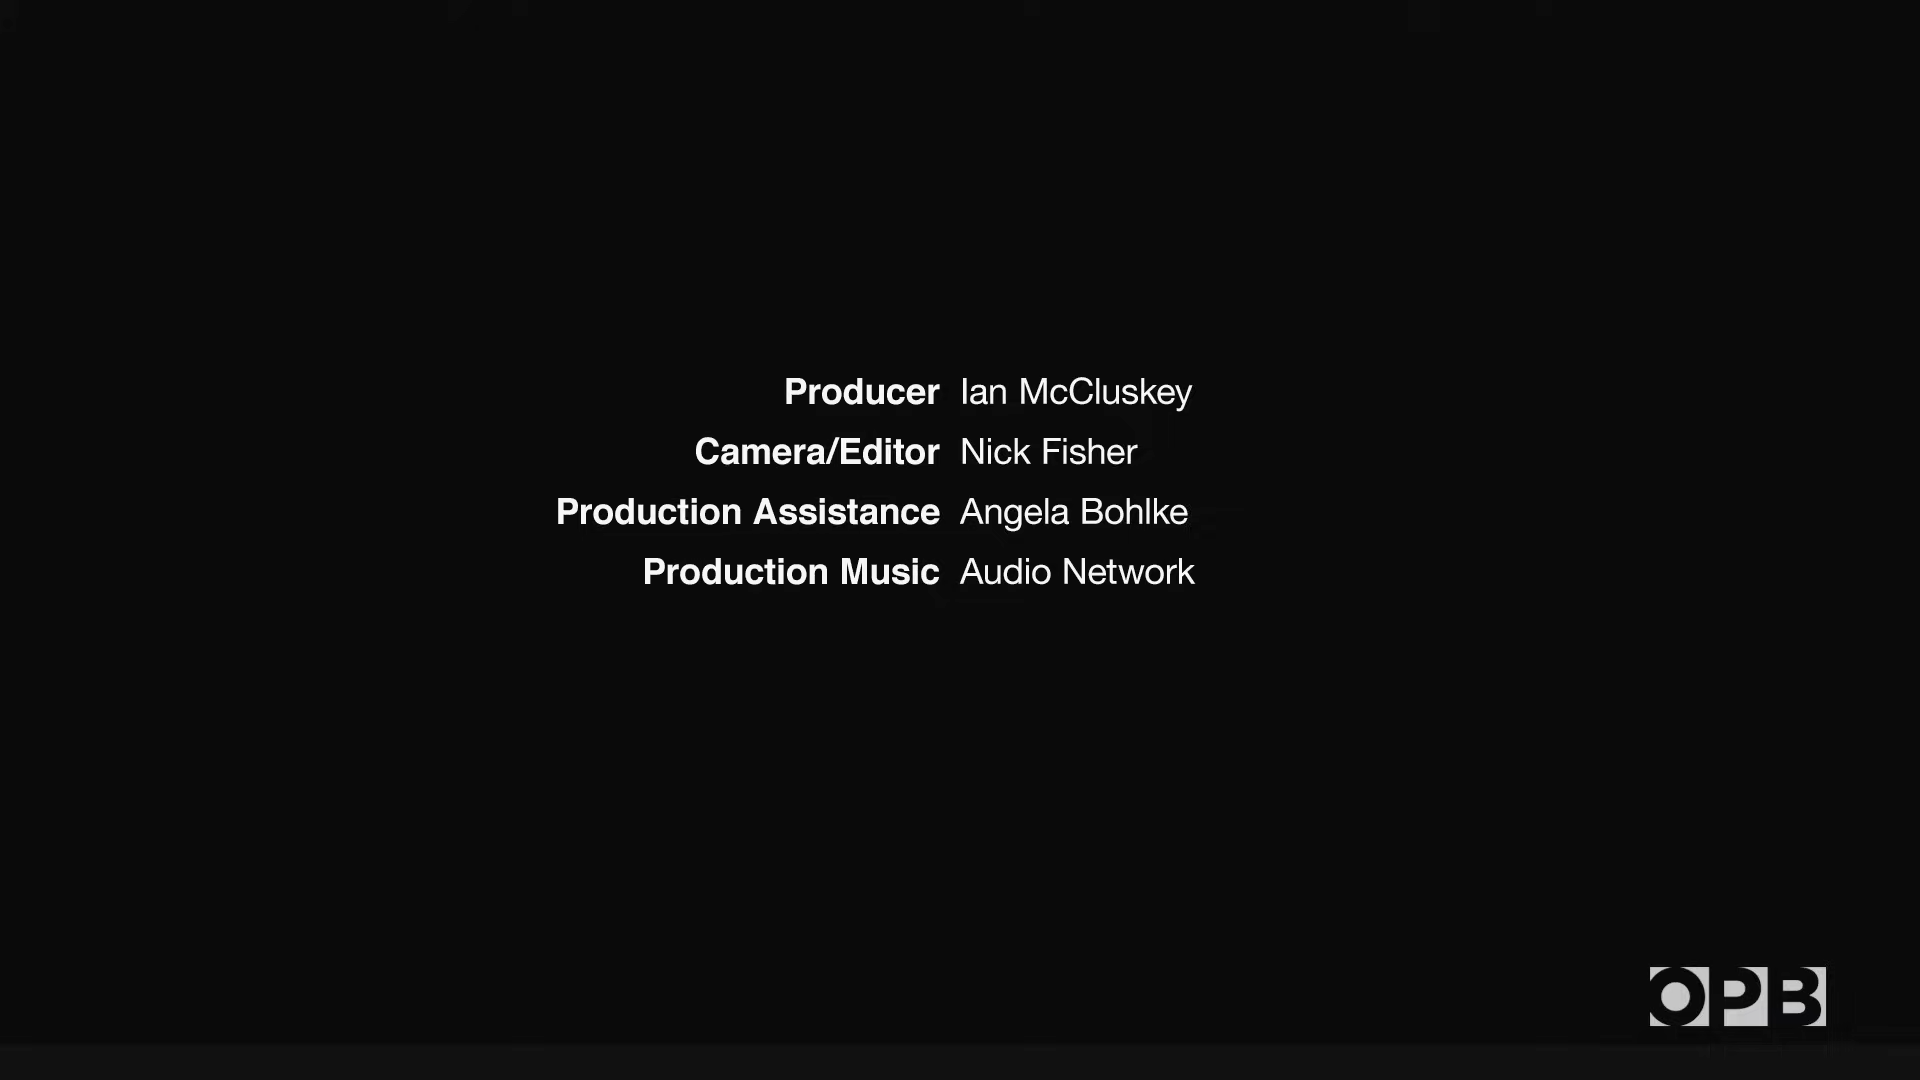 Producer Ian McCluskey
Camera/Editor Nick Fisher
Production Assistance Angela Bohlke
Production Music Audio Network
OPB